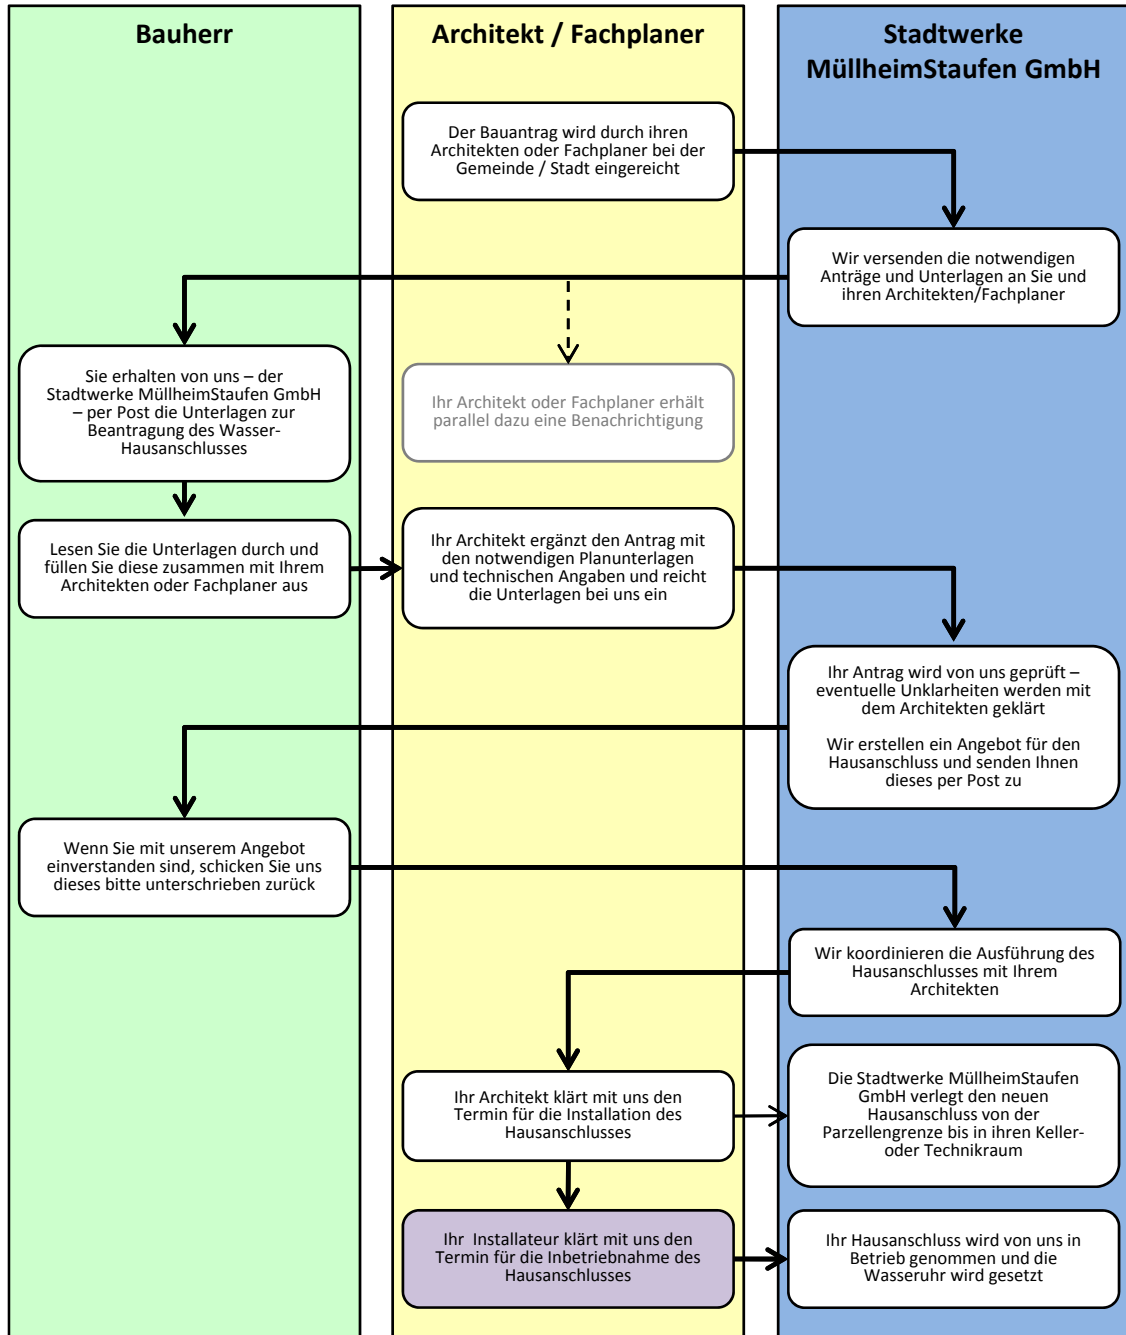 Bauherr
Architekt / Fachplaner
Stadtwerke
MüllheimStaufen GmbH
Der Bauantrag wird durch ihren
Architekten oder Fachplaner bei der
Gemeinde / Stadt eingereicht
Wir versenden die notwendigen
Anträge und Unterlagen an Sie und
ihren Architekten/Fachplaner
Sie erhalten von uns – der
Stadtwerke MüllheimStaufen GmbH
– per Post die Unterlagen zur
Beantragung des Wasser-
Hausanschlusses
Ihr Architekt oder Fachplaner erhält
parallel dazu eine Benachrichtigung
Lesen Sie die Unterlagen durch und
füllen Sie diese zusammen mit Ihrem
Architekten oder Fachplaner aus
Ihr Architekt ergänzt den Antrag mit
den notwendigen Planunterlagen
und technischen Angaben und reicht
die Unterlagen bei uns ein
Ihr Antrag wird von uns geprüft –
eventuelle Unklarheiten werden mit
dem Architekten geklärt
Wir erstellen ein Angebot für den
Hausanschluss und senden Ihnen
dieses per Post zu
Wenn Sie mit unserem Angebot
einverstanden sind, schicken Sie uns
dieses bitte unterschrieben zurück
Wir koordinieren die Ausführung des
Hausanschlusses mit Ihrem
Architekten
Ihr Architekt klärt mit uns den
Termin für die Installation des
Hausanschlusses
Die Stadtwerke MüllheimStaufen
GmbH verlegt den neuen
Hausanschluss von der
Parzellengrenze bis in ihren Keller-
oder Technikraum
Ihr Installateur klärt mit uns den
Termin für die Inbetriebnahme des
Hausanschlusses
Ihr Hausanschluss wird von uns in
Betrieb genommen und die
Wasseruhr wird gesetzt